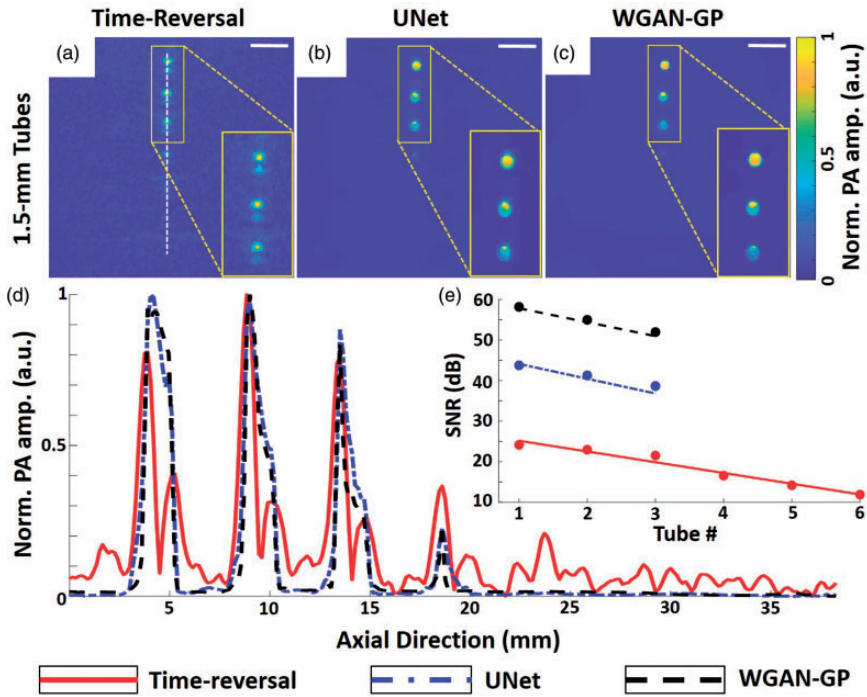 Time-Reversal
UNet
WGAN-GP
(a)
(b)
(c)
1.5-mm Tubes
1
0.5
0
Norm. PA amp. (a.u.)
(d)
1
0.5
0
Norm. PA amp. (a.u.)
5
10
15
20
25
30
35
Axial Direction (mm)
(e)
60
50
40
30
20
10
SNR (dB)
1
2
3
4
5
6
Tube #
Time-reversal
UNet
WGAN-GP